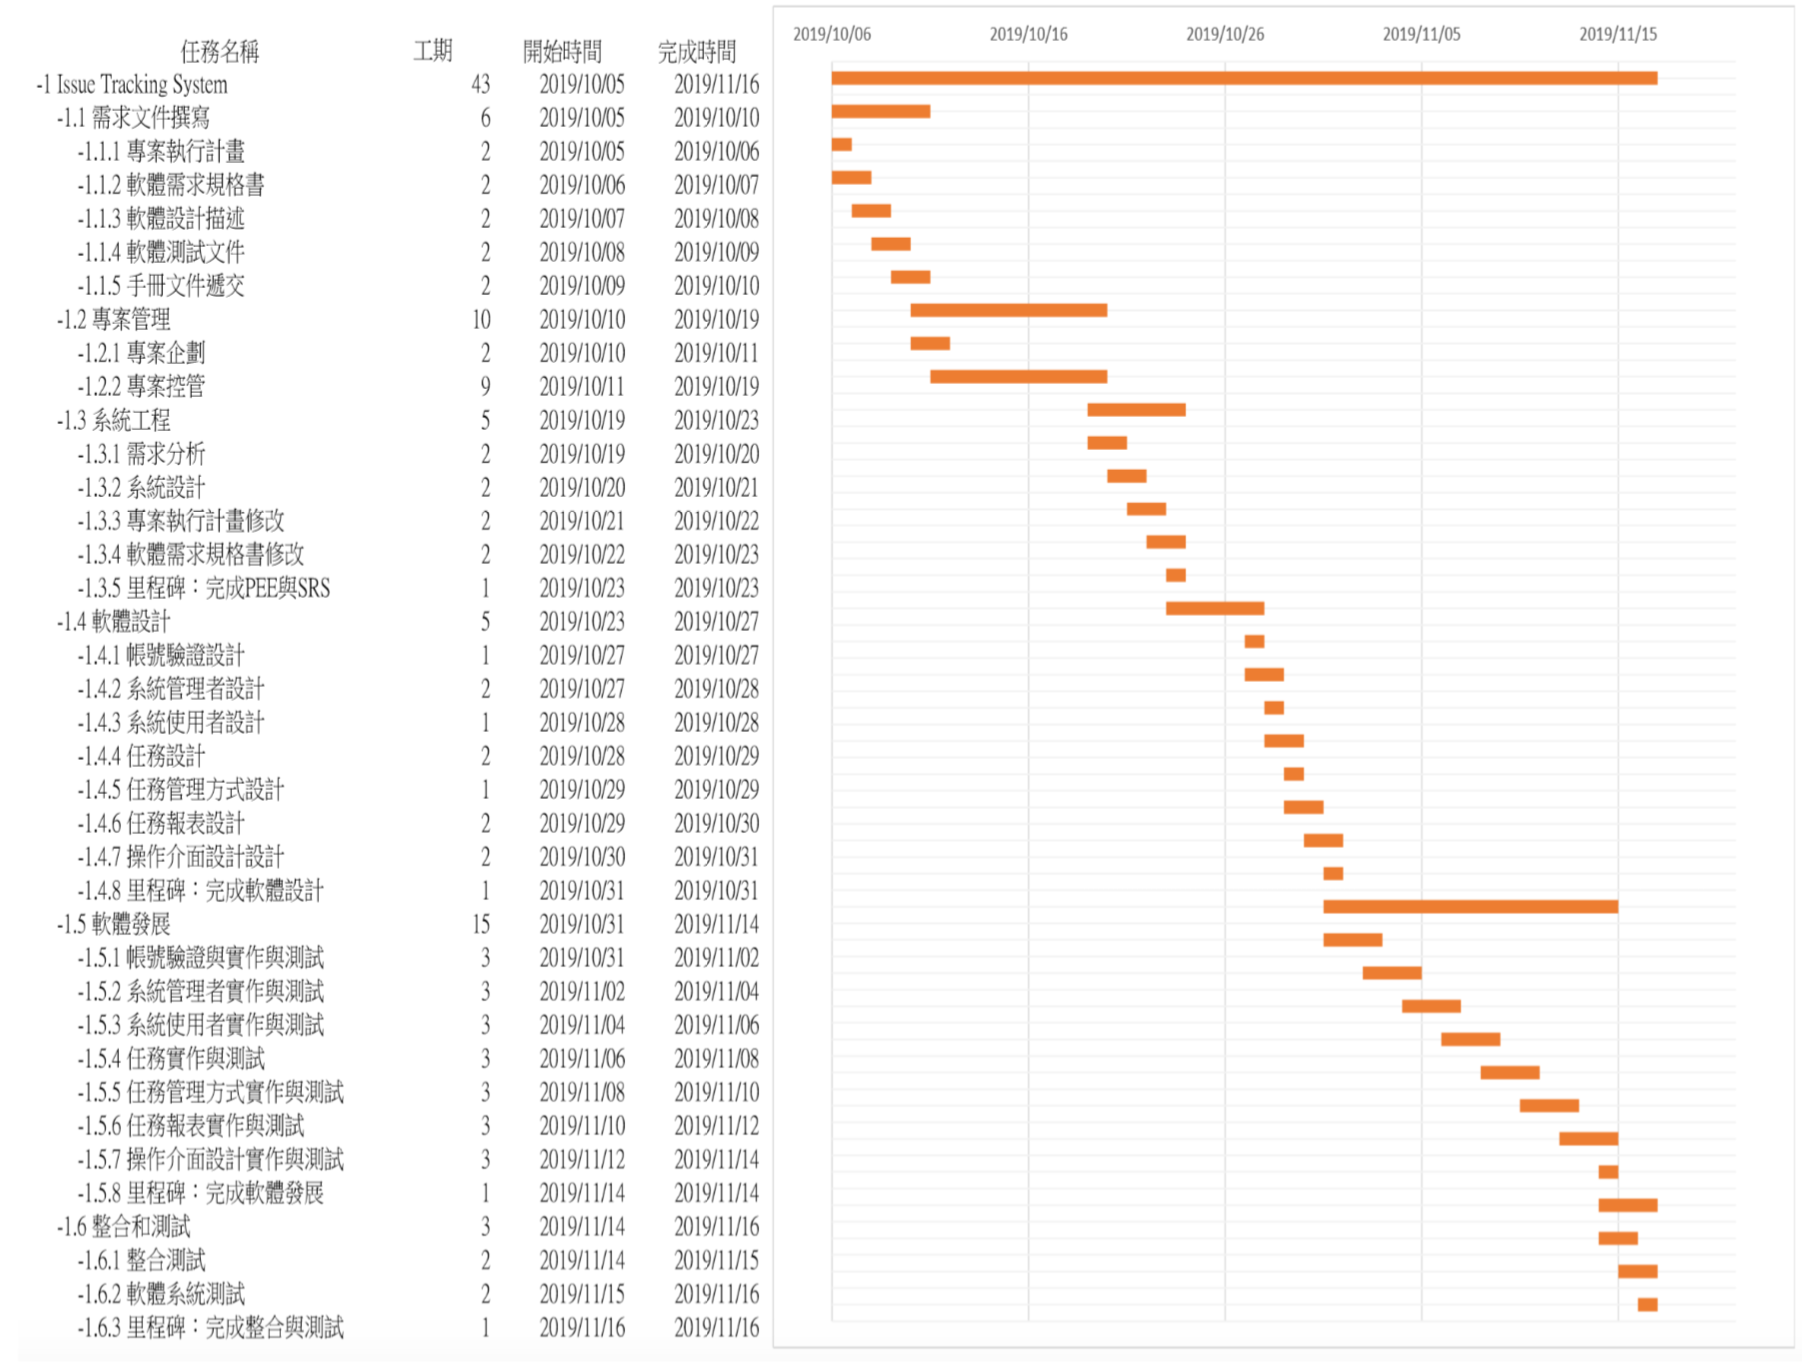 2019/10/06 2019/10/16 2019/10/26 2019/11/05 2019/11/15
任務名稱 工期 開始時間 完成時間
-1 Issue Tracking System 43 2019/10/05 2019/11/16
-1.1 需求文件撰寫 6 2019/10/05 2019/10/10
-1.1.1 專案執行計畫 2 2019/10/05 2019/10/06
-1.1.2 軟體需求規格書 2 2019/10/06 2019/10/07
-1.1.3 軟體設計描述 2 2019/10/07 2019/10/08
-1.1.4 軟體測試文件 2 2019/10/08 2019/10/09
-1.1.5 手冊文件遞交 2 2019/10/09 2019/10/10
-1.2 專案管理 10 2019/10/10 2019/10/19
-1.2.1 專案企劃 2 2019/10/10 2019/10/11
-1.2.2 專案控管 9 2019/10/11 2019/10/19
-1.3 系統工程 5 2019/10/19 2019/10/23
-1.3.1 需求分析 2 2019/10/19 2019/10/20
-1.3.2 系統設計 2 2019/10/20 2019/10/21
-1.3.3 專案執行計畫修改 2 2019/10/21 2019/10/22
-1.3.4 軟體需求規格書修改 2 2019/10/22 2019/10/23
-1.3.5 里程碑：完成PEE與SRS 1 2019/10/23 2019/10/23
-1.4 軟體設計 5 2019/10/23 2019/10/27
-1.4.1 帳號驗證設計 1 2019/10/27 2019/10/27
-1.4.2 系統管理者設計 2 2019/10/27 2019/10/28
-1.4.3 系統使用者設計 1 2019/10/28 2019/10/28
-1.4.4 任務設計 2 2019/10/28 2019/10/29
-1.4.5 任務管理方式設計 1 2019/10/29 2019/10/29
-1.4.6 任務報表設計 2 2019/10/29 2019/10/30
-1.4.7 操作介面設計設計 2 2019/10/30 2019/10/31
-1.4.8 里程碑：完成軟體設計 1 2019/10/31 2019/10/31
-1.5 軟體發展 15 2019/10/31 2019/11/14
-1.5.1 帳號驗證與實作與測試 3 2019/10/31 2019/11/02
-1.5.2 系統管理者實作與測試 3 2019/11/02 2019/11/04
-1.5.3 系統使用者實作與測試 3 2019/11/04 2019/11/06
-1.5.4 任務實作與測試 3 2019/11/06 2019/11/08
-1.5.5 任務管理方式實作與測試 3 2019/11/08 2019/11/10
-1.5.6 任務報表實作與測試 3 2019/11/10 2019/11/12
-1.5.7 操作介面設計實作與測試 3 2019/11/12 2019/11/14
-1.5.8 里程碑：完成軟體發展 1 2019/11/14 2019/11/14
-1.6 整合和測試 3 2019/11/14 2019/11/16
-1.6.1 整合測試 2 2019/11/14 2019/11/15
-1.6.2 軟體系統測試 2 2019/11/15 2019/11/16
-1.6.3 里程碑：完成整合與測試 1 2019/11/16 2019/11/16